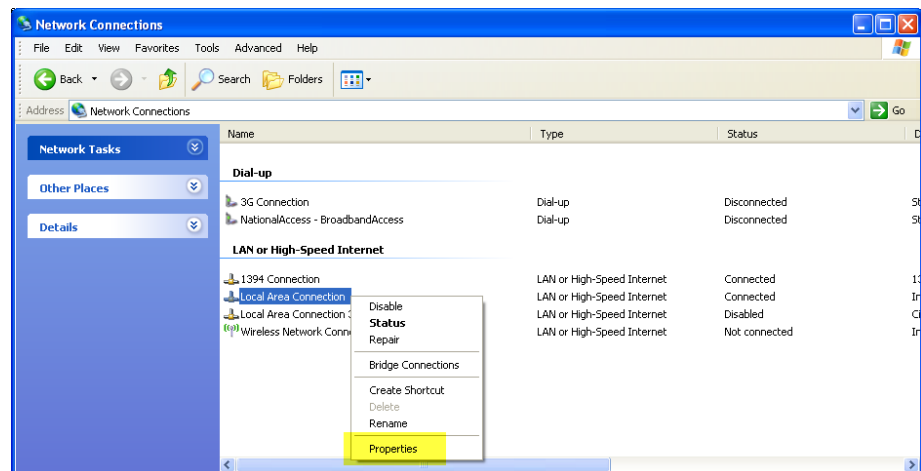 Network Connections
File Edit View Favorites Tools Advanced Help
Back Search Folders
Address Network Connections Go
Name Type Status
Network Tasks
Other Places
Details
Dial-up
3G Connection Dial-up Disconnected
NationalAccess - BroadbandAccess Dial-up Disconnected
LAN or High-Speed Internet
1394 Connection LAN or High-Speed Internet Connected
Local Area Connection LAN or High-Speed Internet Connected
Local Area Connection LAN or High-Speed Internet Disabled
Wireless Network LAN or High-Speed Internet Not connected
Disable
Status
Repair
Bridge Connections
Create Shortcut
Delete
Rename
Properties